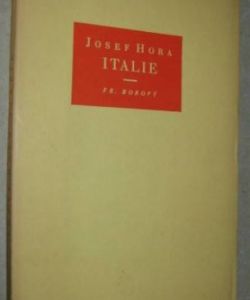 JOSEF HORA
ITALIE
FR. BOROVÝ